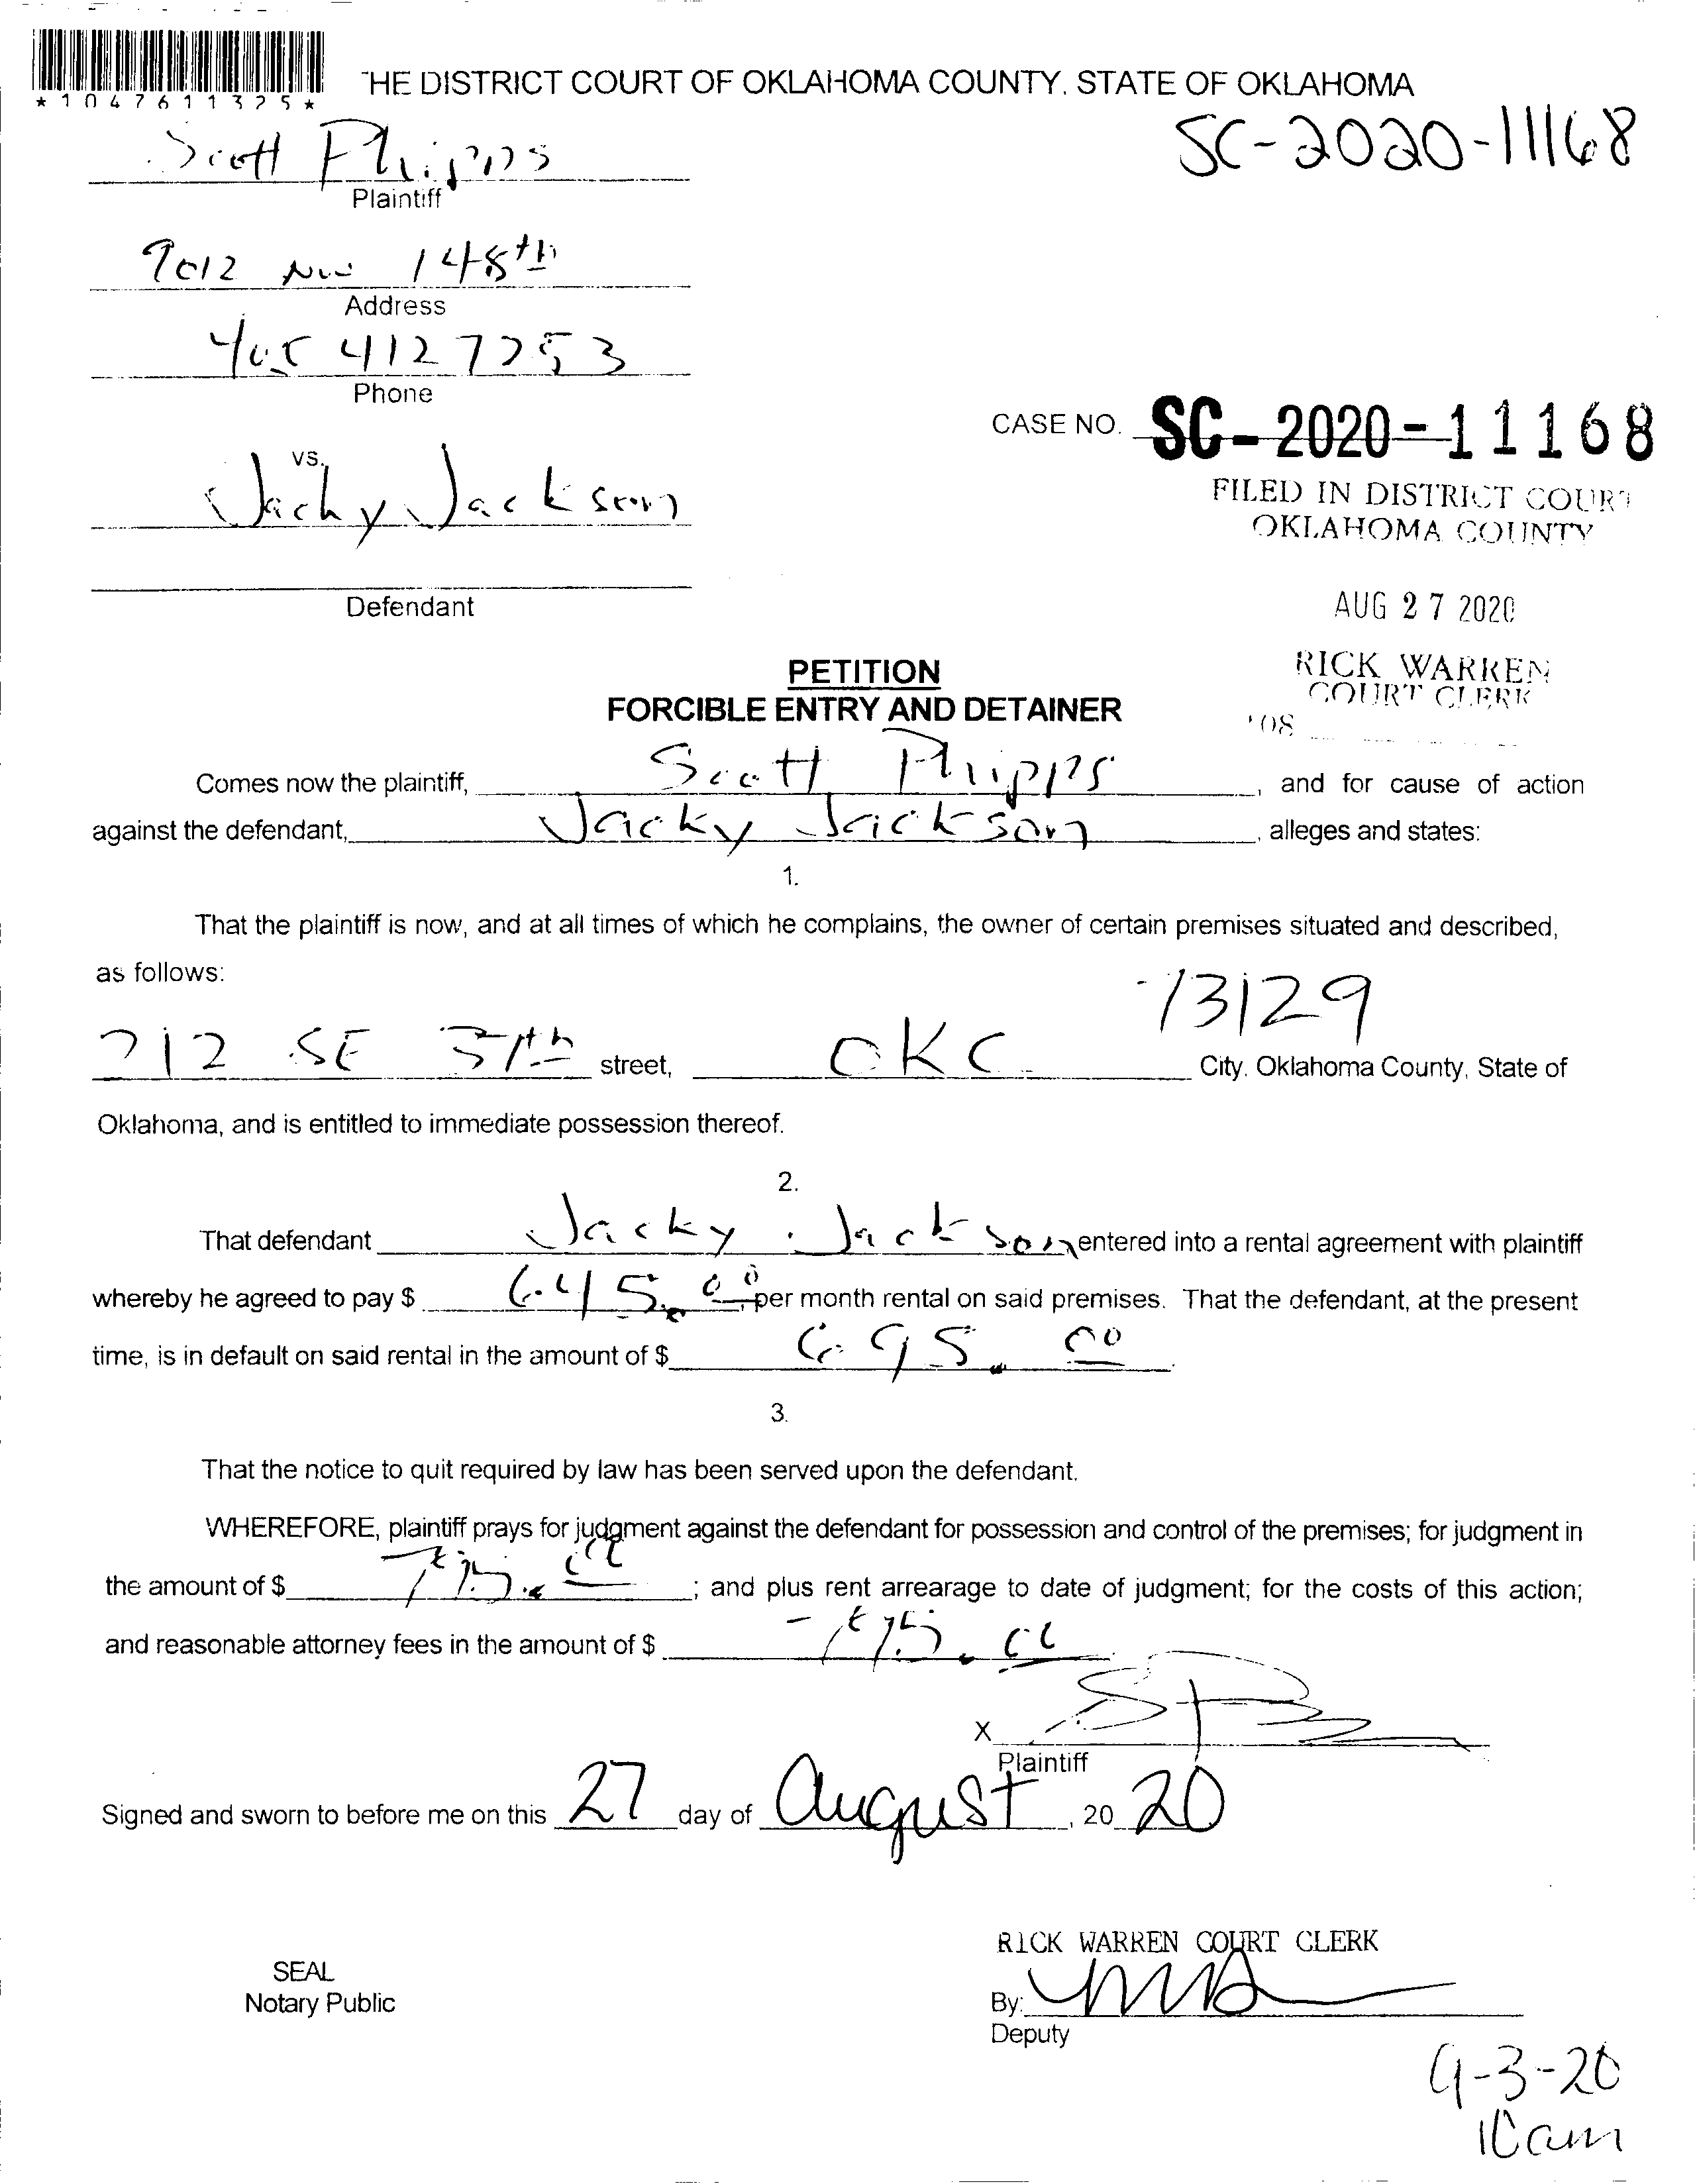 *1047611325*
THE DISTRICT COURT OF OKLAHOMA COUNTY, STATE OF OKLAHOMA
SC-2020-11168
Scott Phipps
Plaintiff
9012 NW 148th
Address
405 412 7253
Phone
CASE NO. SC-2020-11168
vs.
Jacky Jackson
FILED IN DISTRICT COURT
OKLAHOMA COUNTY
Defendant
AUG 27 2020
PETITION
RICK WARREN
COURT CLERK
FORCIBLE ENTRY AND DETAINER
108
Comes now the plaintiff, Scott Phipps, and for cause of action
against the defendant, Jacky Jackson, alleges and states:
1.
That the plaintiff is now, and at all times of which he complains, the owner of certain premises situated and described,
as follows:
73129
212 SE 37th street, OKC City, Oklahoma County, State of
Oklahoma, and is entitled to immediate possession thereof.
2.
That defendant Jacky Jackson entered into a rental agreement with plaintiff
whereby he agreed to pay $ 645.00, per month rental on said premises. That the defendant, at the present
time, is in default on said rental in the amount of $ 695.00.
3.
That the notice to quit required by law has been served upon the defendant.
WHEREFORE, plaintiff prays for judgment against the defendant for possession and control of the premises; for judgment in
the amount of $ ; and plus rent arrearage to date of judgment; for the costs of this action;
and reasonable attorney fees in the amount of $
X
Plaintiff
Signed and sworn to before me on this 27 day of August, 20 20
RICK WARREN COURT CLERK
SEAL
Notary Public
By:
Deputy
9-3-20
10am